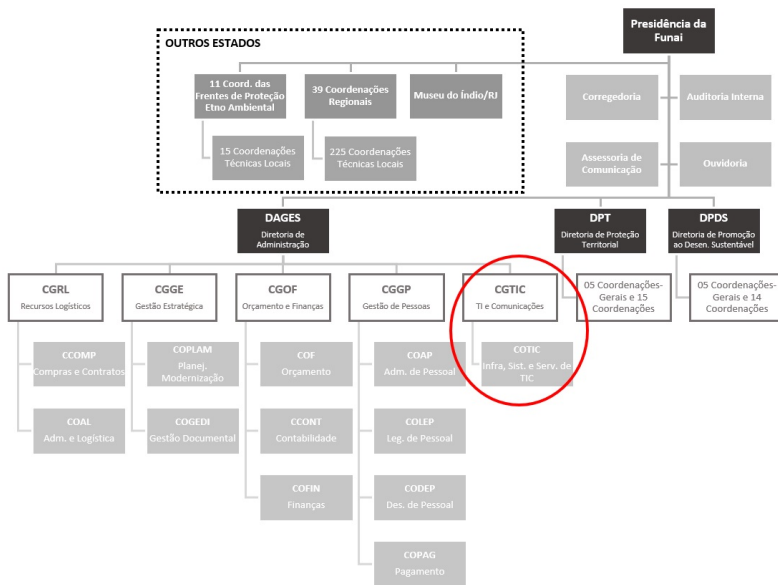 Presidência da
Funai
OUTROS ESTADOS
11 Coord. das
Frentes de Proteção
Etno Ambiental
39 Coordenações
Regionais
Museu do Índio/RJ
15 Coordenações
Técnicas Locais
225 Coordenações
Técnicas Locais
Corregedoria
Auditoria Interna
Assessoria de
Comunicação
Ouvidoria
DAGES
Diretoria de
Administração
DPT
Diretoria de Proteção
Territorial
DPDS
Diretoria de Promoção
ao Desen. Sustentável
CGRL
Recursos Logísticos
CGGE
Gestão Estratégica
CGOF
Orçamento e Finanças
CGGP
Gestão de Pessoas
CGTIC
TI e Comunicações
05 Coordenações-
Gerais e 15
Coordenações
05 Coordenações-
Gerais e 14
Coordenações
CCOMP
Compras e Contratos
COPLAM
Planej.
Modernização
COF
Orçamento
COAP
Adm. de Pessoal
COTIC
Infra, Sist. e Serv. de
TIC
COAL
Adm. e Logística
COGEDI
Gestão Documental
CCONT
Contabilidade
COLEP
Leg. de Pessoal
COFIN
Finanças
CODEP
Des. de Pessoal
COPAG
Pagamento